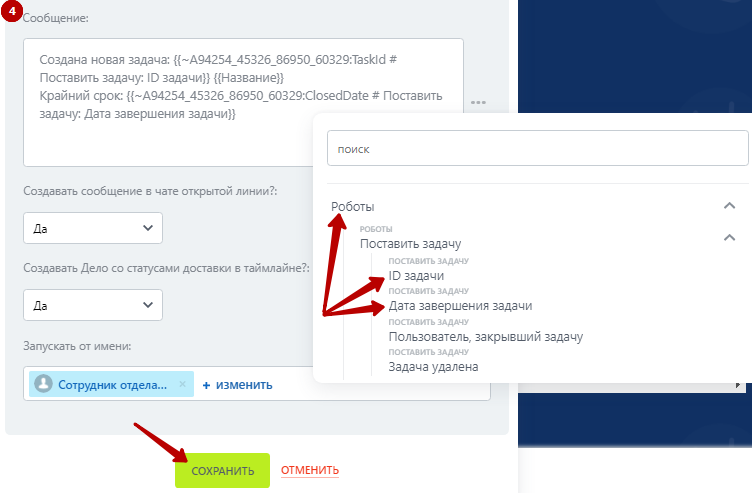 4
Сообщение:
Создана новая задача: {{~A94254_45326_86950_60329:TaskId #
Поставить задачу: ID задачи}} {{Название}}
Крайний срок: {{~A94254_45326_86950_60329:ClosedDate # Поставить
задачу: Дата завершения задачи}}
поиск
Роботы
РОБОТЫ
Поставить задачу
ПОСТАВИТЬ ЗАДАЧУ
ID задачи
ПОСТАВИТЬ ЗАДАЧУ
Дата завершения задачи
ПОСТАВИТЬ ЗАДАЧУ
Пользователь, закрывший задачу
ПОСТАВИТЬ ЗАДАЧУ
Задача удалена
Создавать сообщение в чате открытой линии?:
Да
Создавать Дело со статусами доставки в таймлайне?:
Да
Запускать от имени:
Сотрудник отдела... × + изменить
СОХРАНИТЬ ОТМЕНИТЬ